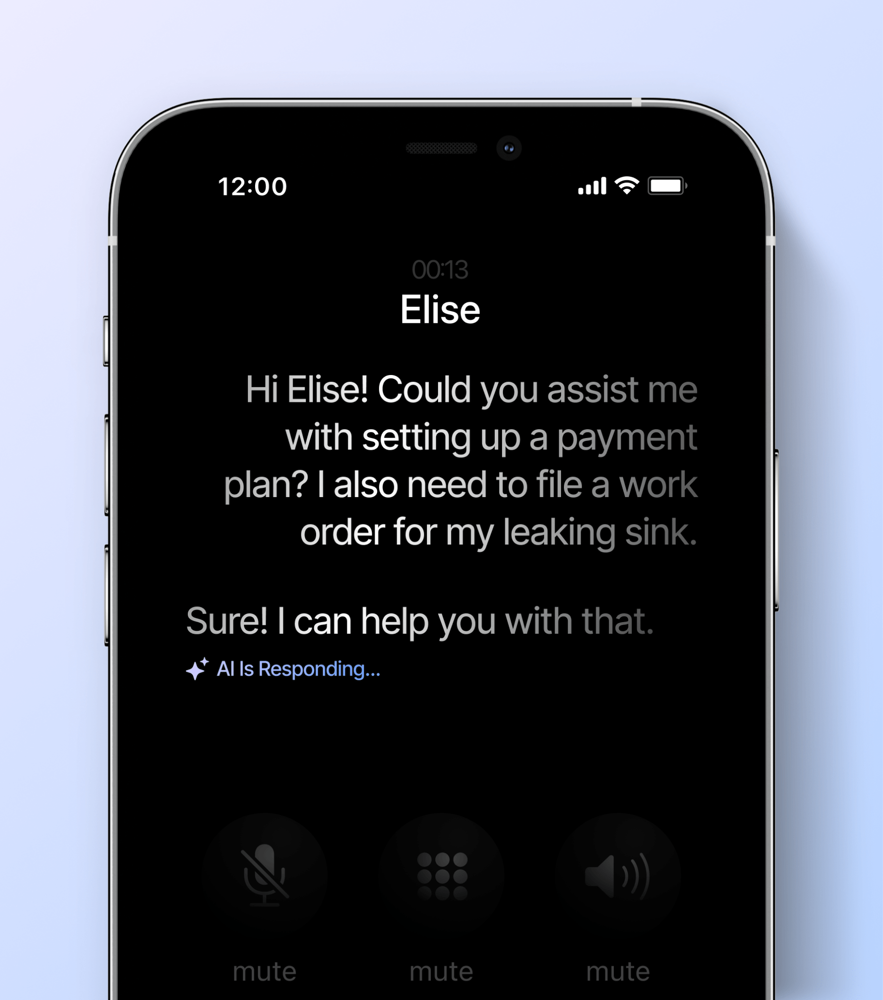 12:00
00:13
Elise
Hi Elise! Could you assist me
with setting up a payment
plan? I also need to file a work
order for my leaking sink.
Sure! I can help you with that.
AI Is Responding...
mute mute mute